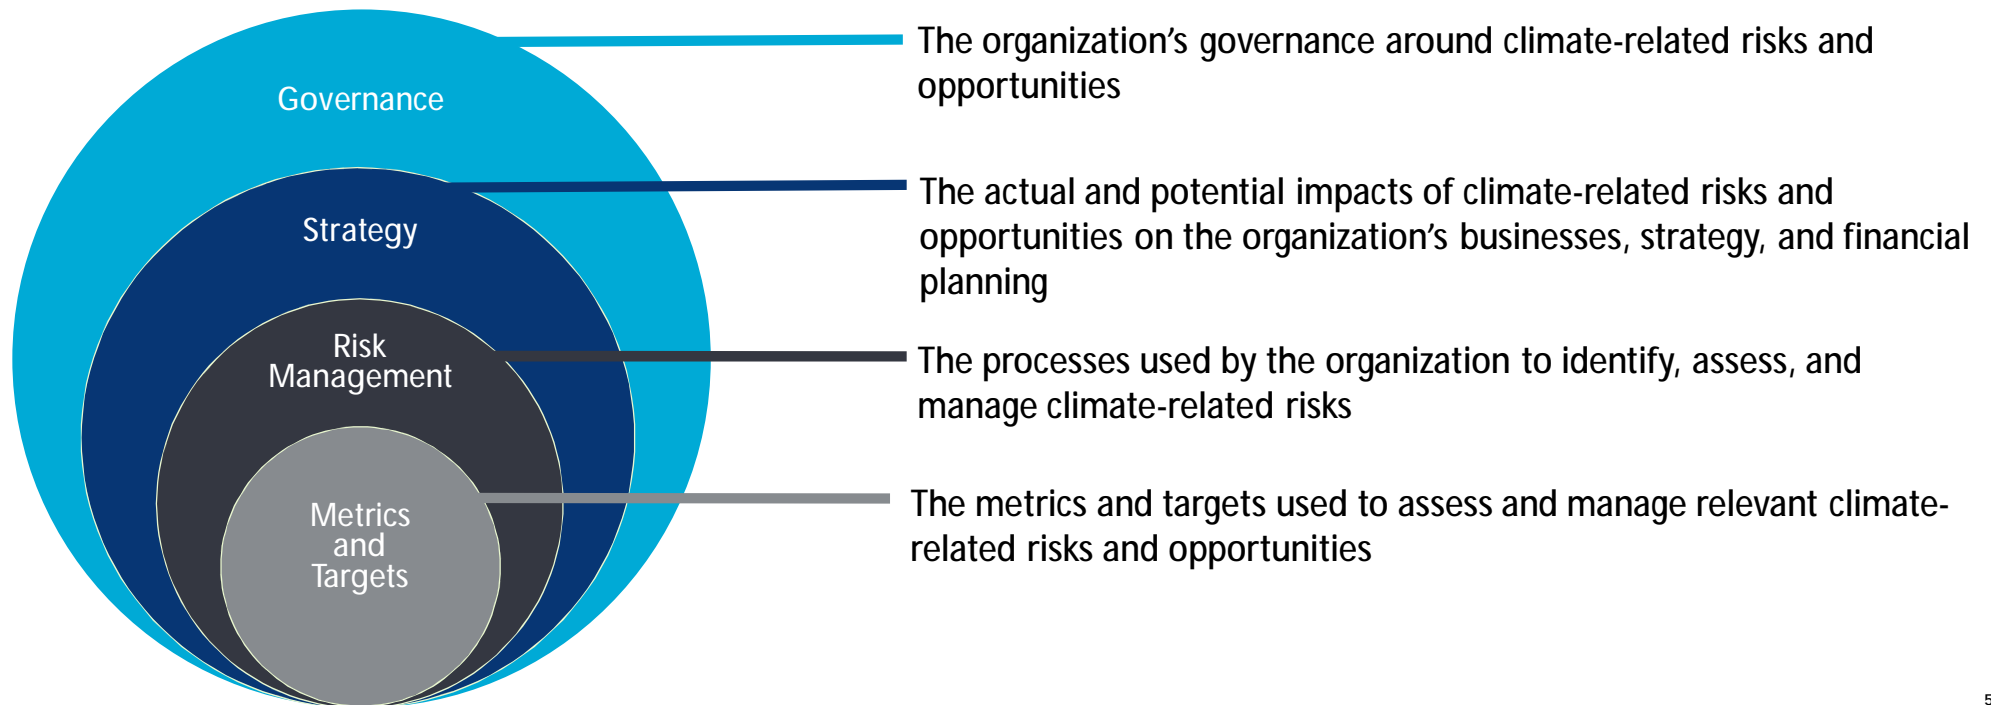 Governance
The organization’s governance around climate-related risks and
opportunities
Strategy
The actual and potential impacts of climate-related risks and
opportunities on the organization’s businesses, strategy, and financial
planning
Risk
Management
The processes used by the organization to identify, assess, and
manage climate-related risks
Metrics
and
Targets
The metrics and targets used to assess and manage relevant climate-
related risks and opportunities
5